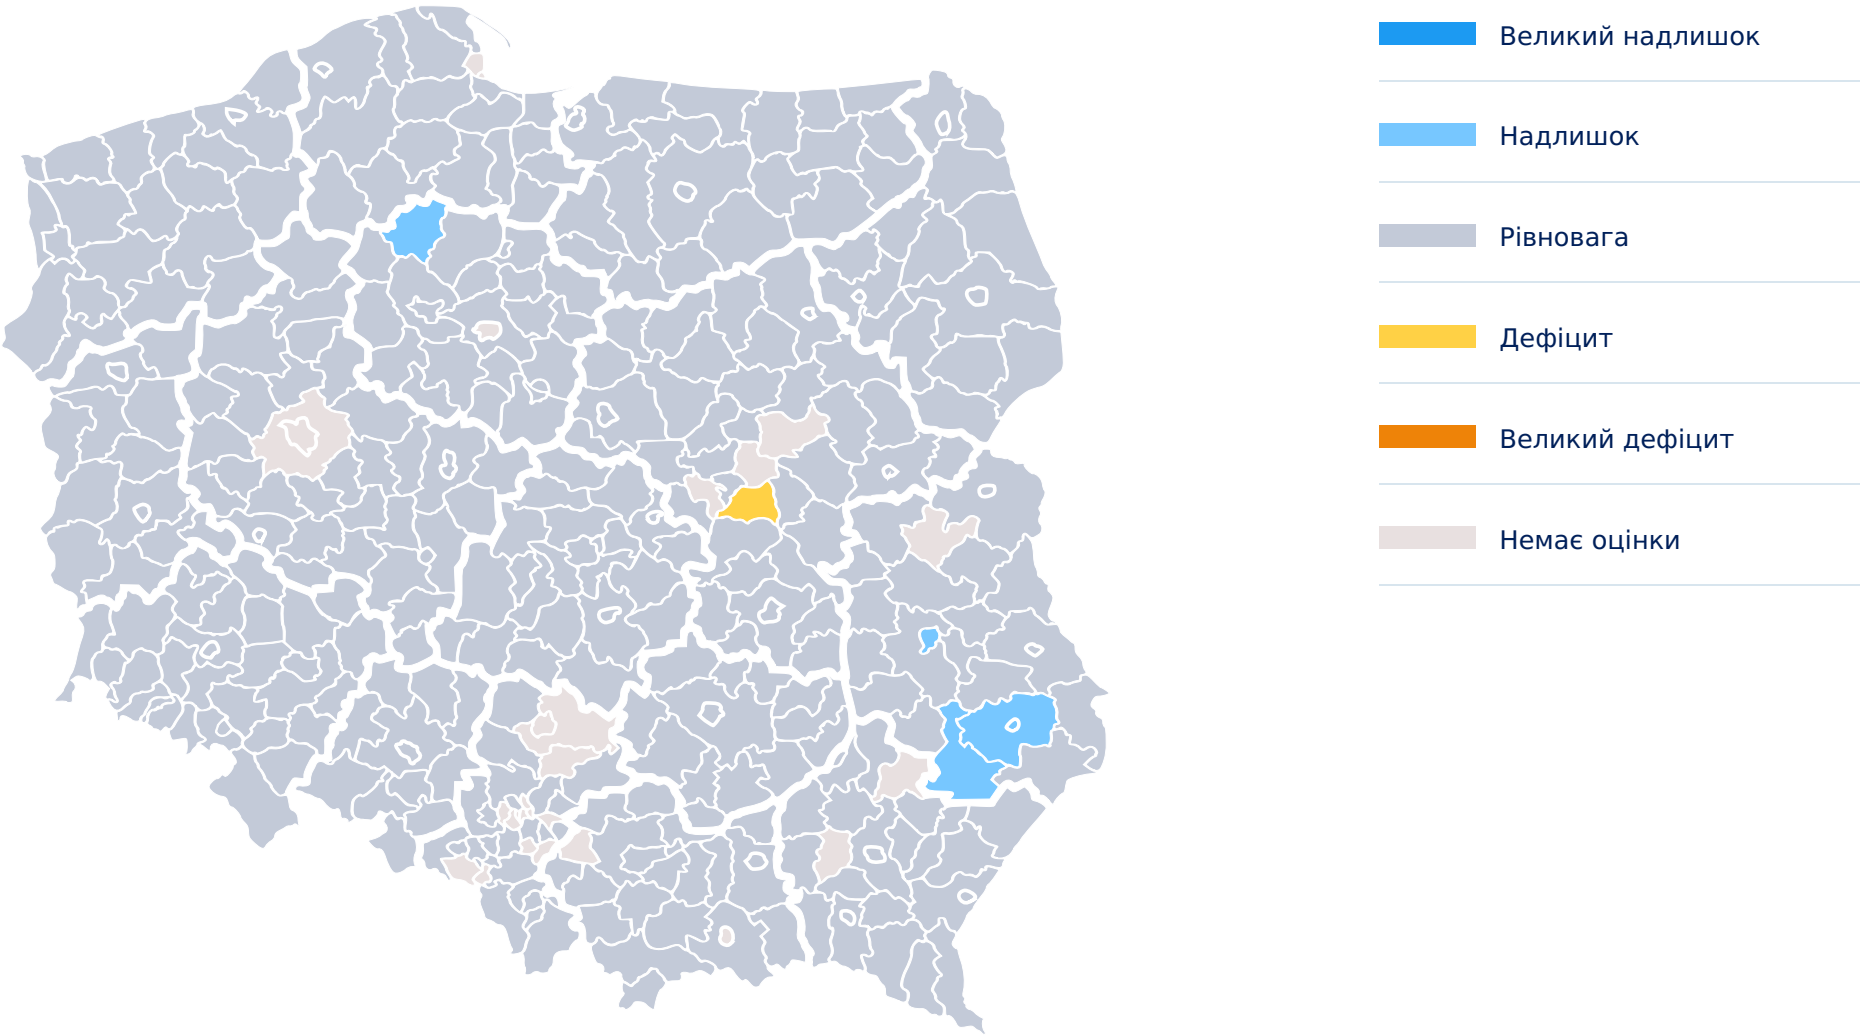 Великий надлишок
Надлишок
Рівновага
Дефіцит
Великий дефіцит
Немає оцінки